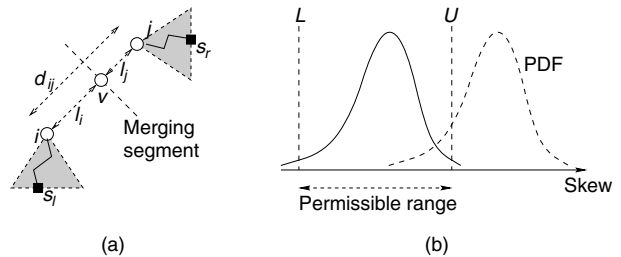 j
s_r
d_ij
l_j
v
l_i
i
Merging
segment
s_l
(a)
L
U
PDF
Skew
Permissible range
(b)